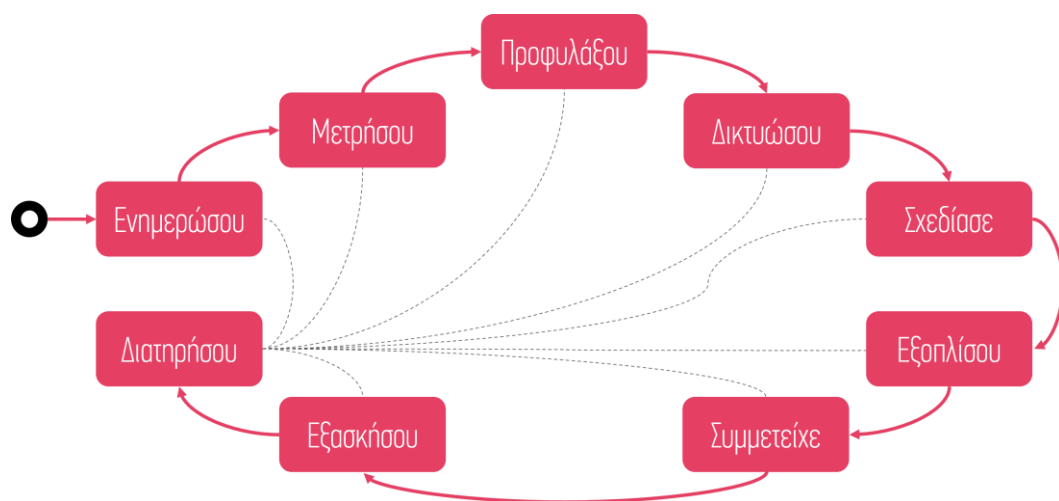 Ενημερώσου
Μετρήσου
Προφυλάξου
Δικτυώσου
Σχεδίασε
Εξοπλίσου
Συμμετείχε
Εξασκήσου
Διατηρήσου